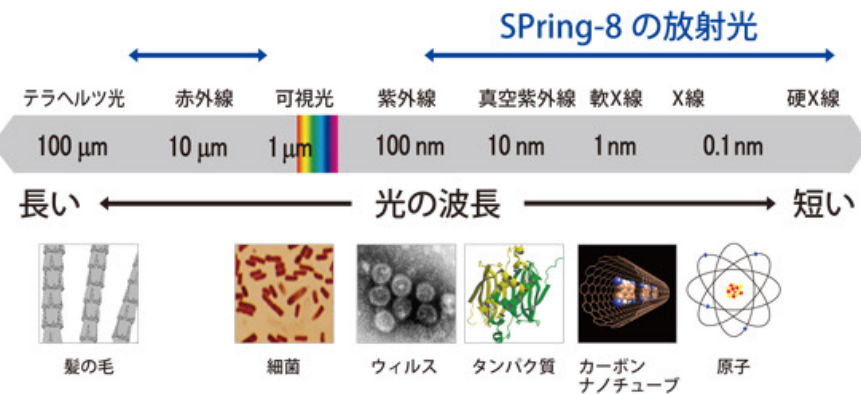 SPring-8 の放射光
テラヘルツ光 赤外線 可視光 紫外線 真空紫外線 軟X線 X線 硬X線
100 μm 10 μm 1 μm 100 nm 10 nm 1 nm 0.1 nm
長い 光の波長 短い
髪の毛 細菌 ウィルス タンパク質 カーボン 原子
ナノチューブ